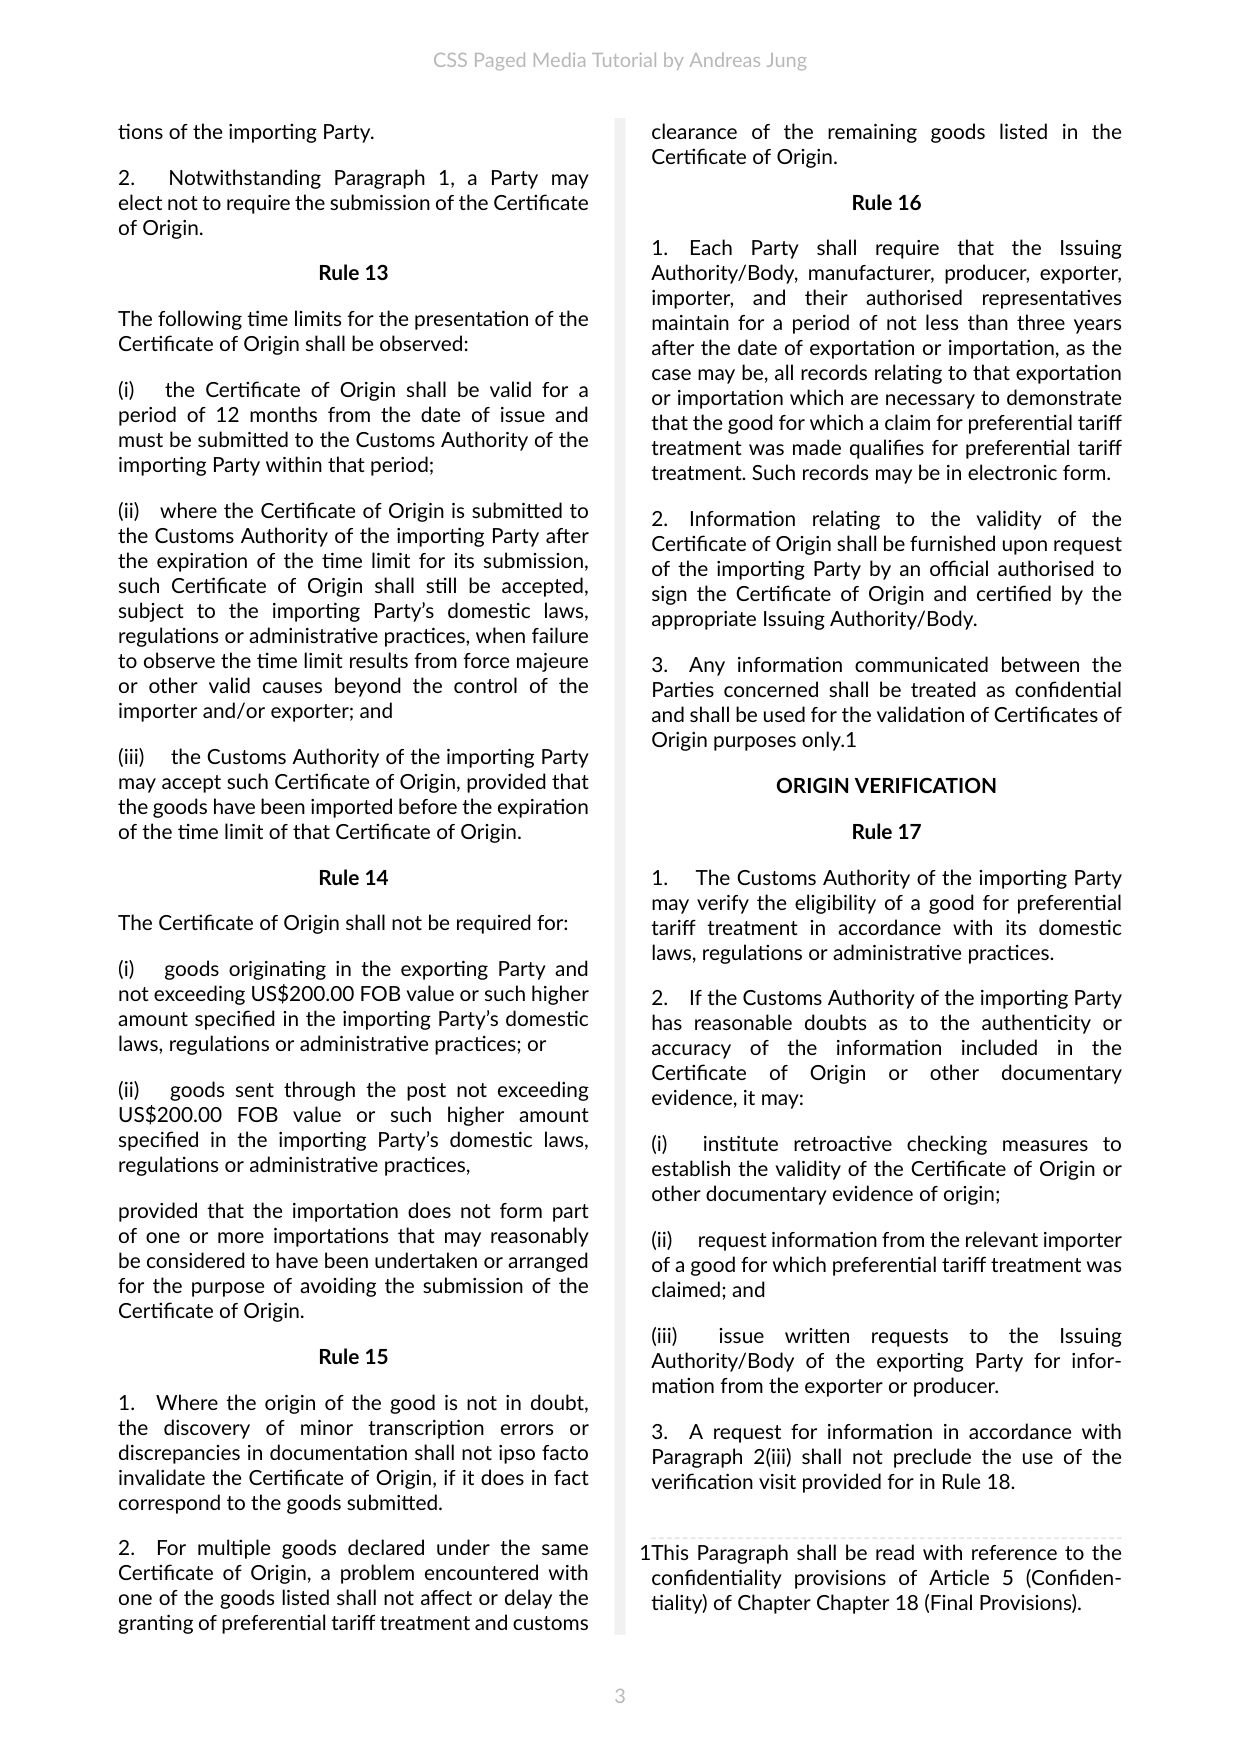 CSS Paged Media Tutorial by Andreas Jung
tions of the importing Party.
2. Notwithstanding Paragraph 1, a Party may
elect not to require the submission of the Certificate
of Origin.
Rule 13
The following time limits for the presentation of the
Certificate of Origin shall be observed:
(i) the Certificate of Origin shall be valid for a
period of 12 months from the date of issue and
must be submitted to the Customs Authority of the
importing Party within that period;
(ii) where the Certificate of Origin is submitted to
the Customs Authority of the importing Party after
the expiration of the time limit for its submission,
such Certificate of Origin shall still be accepted,
subject to the importing Party’s domestic laws,
regulations or administrative practices, when failure
to observe the time limit results from force majeure
or other valid causes beyond the control of the
importer and/or exporter; and
(iii) the Customs Authority of the importing Party
may accept such Certificate of Origin, provided that
the goods have been imported before the expiration
of the time limit of that Certificate of Origin.
Rule 14
The Certificate of Origin shall not be required for:
(i) goods originating in the exporting Party and
not exceeding US$200.00 FOB value or such higher
amount specified in the importing Party’s domestic
laws, regulations or administrative practices; or
(ii) goods sent through the post not exceeding
US$200.00 FOB value or such higher amount
specified in the importing Party’s domestic laws,
regulations or administrative practices,
provided that the importation does not form part
of one or more importations that may reasonably
be considered to have been undertaken or arranged
for the purpose of avoiding the submission of the
Certificate of Origin.
Rule 15
1. Where the origin of the good is not in doubt,
the discovery of minor transcription errors or
discrepancies in documentation shall not ipso facto
invalidate the Certificate of Origin, if it does in fact
correspond to the goods submitted.
2. For multiple goods declared under the same
Certificate of Origin, a problem encountered with
one of the goods listed shall not affect or delay the
granting of preferential tariff treatment and customs
clearance of the remaining goods listed in the
Certificate of Origin.
Rule 16
1. Each Party shall require that the Issuing
Authority/Body, manufacturer, producer, exporter,
importer, and their authorised representatives
maintain for a period of not less than three years
after the date of exportation or importation, as the
case may be, all records relating to that exportation
or importation which are necessary to demonstrate
that the good for which a claim for preferential tariff
treatment was made qualifies for preferential tariff
treatment. Such records may be in electronic form.
2. Information relating to the validity of the
Certificate of Origin shall be furnished upon request
of the importing Party by an official authorised to
sign the Certificate of Origin and certified by the
appropriate Issuing Authority/Body.
3. Any information communicated between the
Parties concerned shall be treated as confidential
and shall be used for the validation of Certificates of
Origin purposes only.1
ORIGIN VERIFICATION
Rule 17
1. The Customs Authority of the importing Party
may verify the eligibility of a good for preferential
tariff treatment in accordance with its domestic
laws, regulations or administrative practices.
2. If the Customs Authority of the importing Party
has reasonable doubts as to the authenticity or
accuracy of the information included in the
Certificate of Origin or other documentary
evidence, it may:
(i) institute retroactive checking measures to
establish the validity of the Certificate of Origin or
other documentary evidence of origin;
(ii) request information from the relevant importer
of a good for which preferential tariff treatment was
claimed; and
(iii) issue written requests to the Issuing
Authority/Body of the exporting Party for infor-
mation from the exporter or producer.
3. A request for information in accordance with
Paragraph 2(iii) shall not preclude the use of the
verification visit provided for in Rule 18.
1This Paragraph shall be read with reference to the
confidentiality provisions of Article 5 (Confiden-
tiality) of Chapter Chapter 18 (Final Provisions).
3